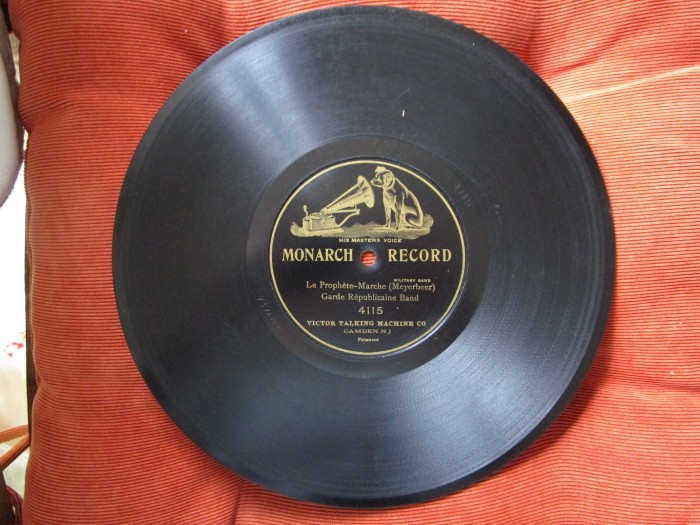 HIS MASTERS VOICE
MONARCH RECORD
MILITARY BAND
Le Prophète-Marche (Meyerbeer)
Garde Républicaine Band
4115
VICTOR TALKING MACHINE CO
CAMDEN N J
Patented